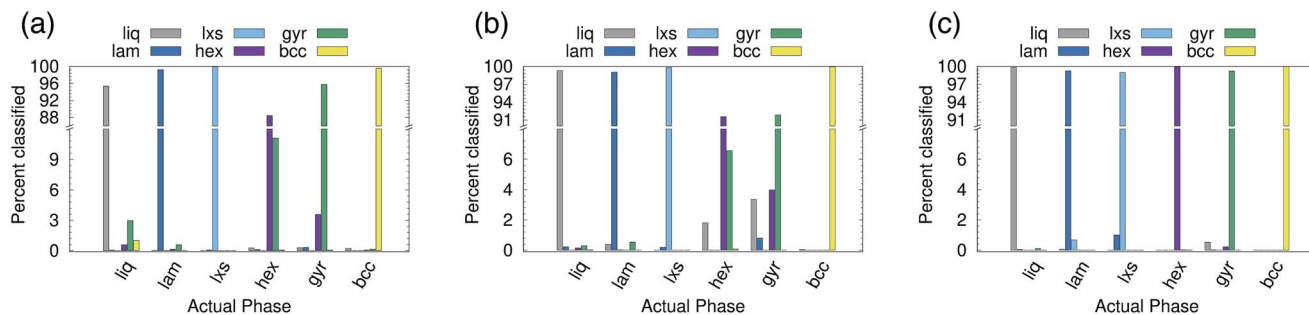 (a)
liq lxs gyr
lam hex bcc
Percent classified
100
96
92
88
9
6
3
0
liq lam lxs hex gyr bcc
Actual Phase
(b)
liq lxs gyr
lam hex bcc
Percent classified
100
97
94
91
6
4
2
0
liq lam lxs hex gyr bcc
Actual Phase
(c)
liq lxs gyr
lam hex bcc
Percent classified
100
97
94
91
6
4
2
0
liq lam lxs hex gyr bcc
Actual Phase